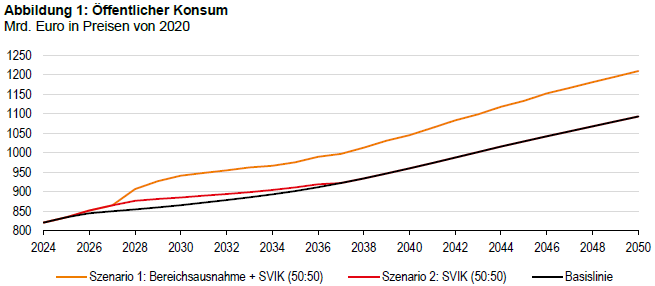 Abbildung 1: Öffentlicher Konsum
Mrd. Euro in Preisen von 2020
1250
1200
1150
1100
1050
1000
950
900
850
800
2024 2026 2028 2030 2032 2034 2036 2038 2040 2042 2044 2046 2048 2050
Szenario 1: Bereichsausnahme + SVIK (50:50) Szenario 2: SVIK (50:50) Basislinie